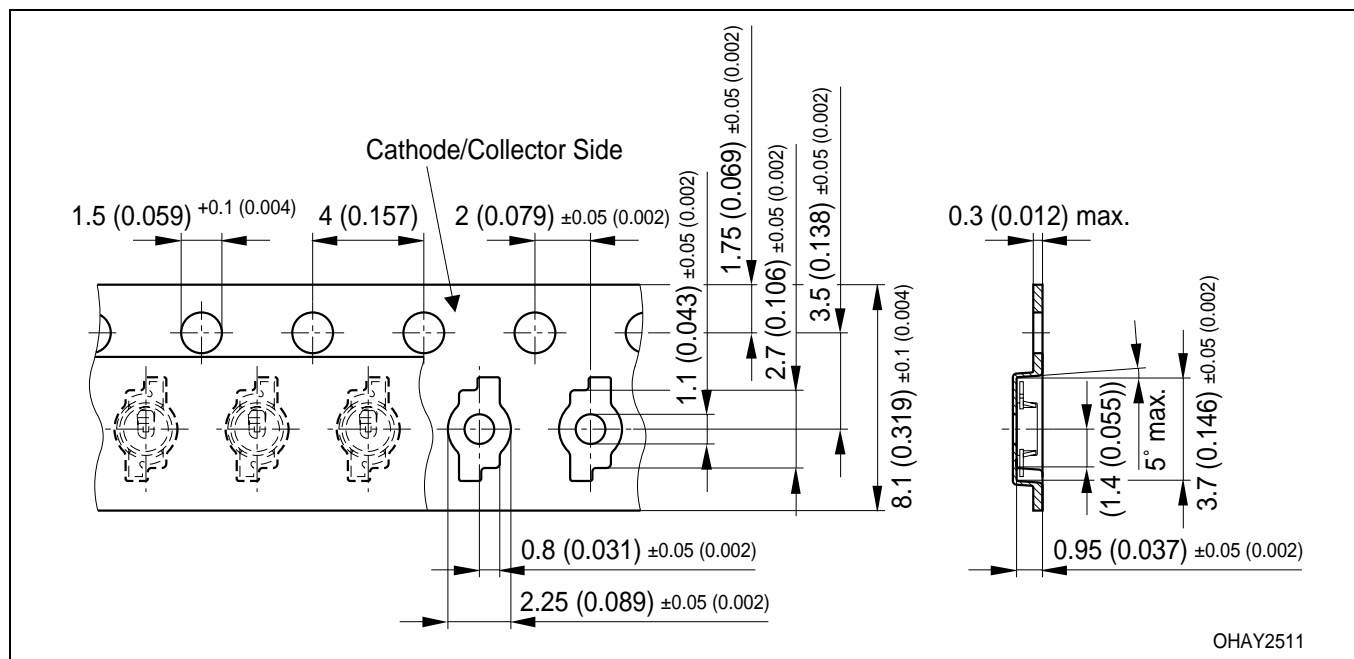 Cathode/Collector Side
1.5 (0.059) +0.1 (0.004)
4 (0.157)
2 (0.079) ±0.05 (0.002)
1.1 (0.043) ±0.05 (0.002)
1.75 (0.069) ±0.05 (0.002)
2.7 (0.106) ±0.05 (0.002)
3.5 (0.138) ±0.05 (0.002)
8.1 (0.319) ±0.1 (0.004)
0.3 (0.012) max.
(1.4 (0.055))
5° max.
3.7 (0.146) ±0.05 (0.002)
0.8 (0.031) ±0.05 (0.002)
0.95 (0.037) ±0.05 (0.002)
2.25 (0.089) ±0.05 (0.002)
OHAY2511